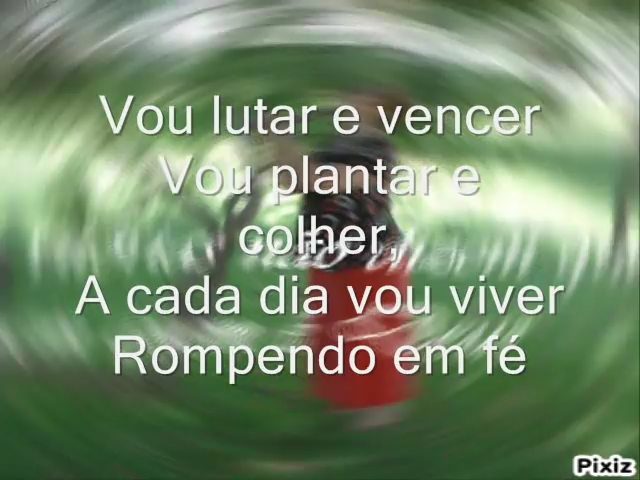 Vou lutar e vencer
Vou plantar e
colher,
A cada dia vou viver
Rompendo em fé
Pixiz